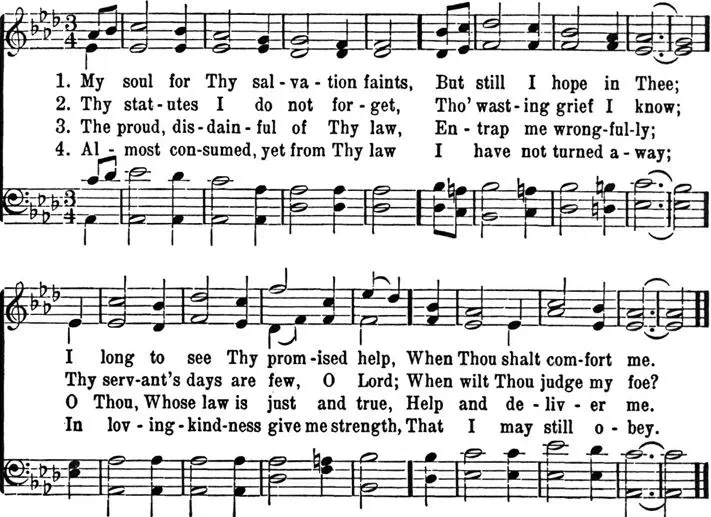 3
4
1. My soul for Thy sal-va-tion faints, But still I hope in Thee;
2. Thy stat-utes I do not for-get, Tho' wast-ing grief I know;
3. The proud, dis-dain-ful of Thy law, En-trap me wrong-ful-ly;
4. Al-most con-sumed, yet from Thy law I have not turned a-way;
3
4
I long to see Thy prom-ised help, When Thou shalt com-fort me.
Thy serv-ant's days are few, O Lord; When wilt Thou judge my foe?
O Thou, Whose law is just and true, Help and de-liv-er me.
In lov-ing-kind-ness give me strength, That I may still o-bey.